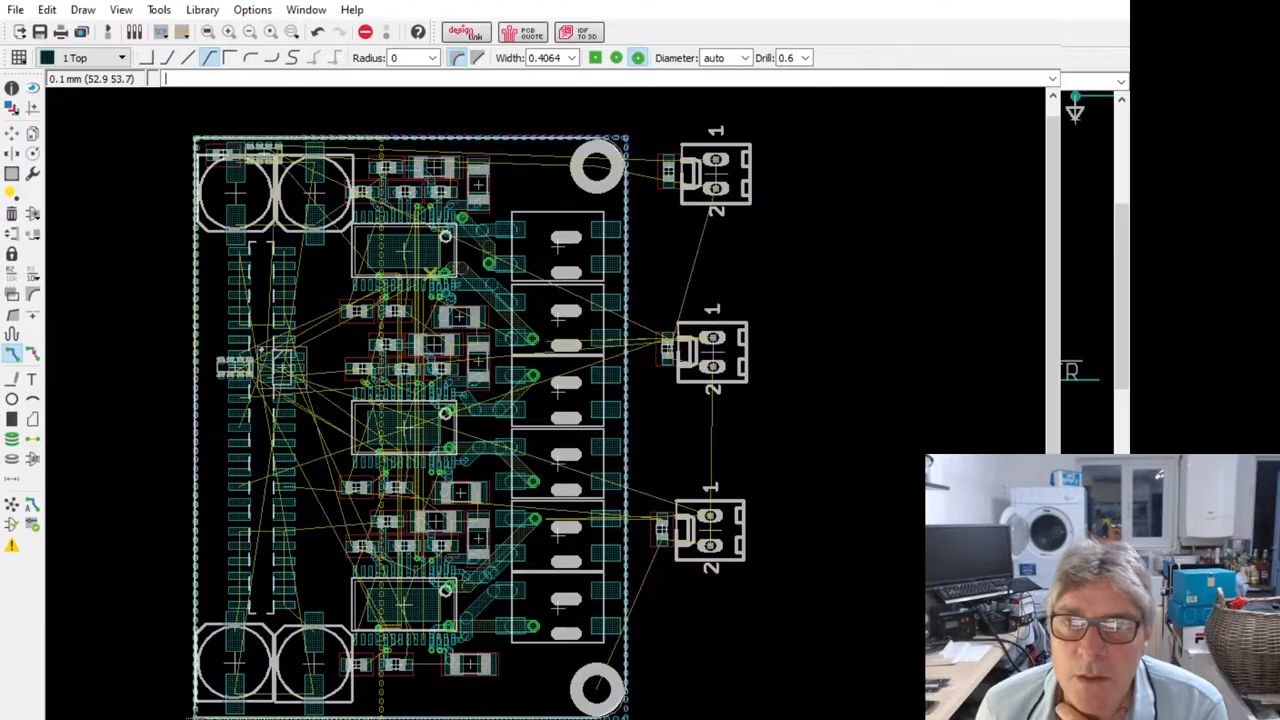 File Edit Draw View Tools Library Options Window Help
design link PCB QUOTE IDF TO 3D
1 Top Radius: 0 Width: 0.4064 Diameter: auto Drill: 0.6
0.1 mm (52.9 53.7)
1
2
1
2
1
2
R